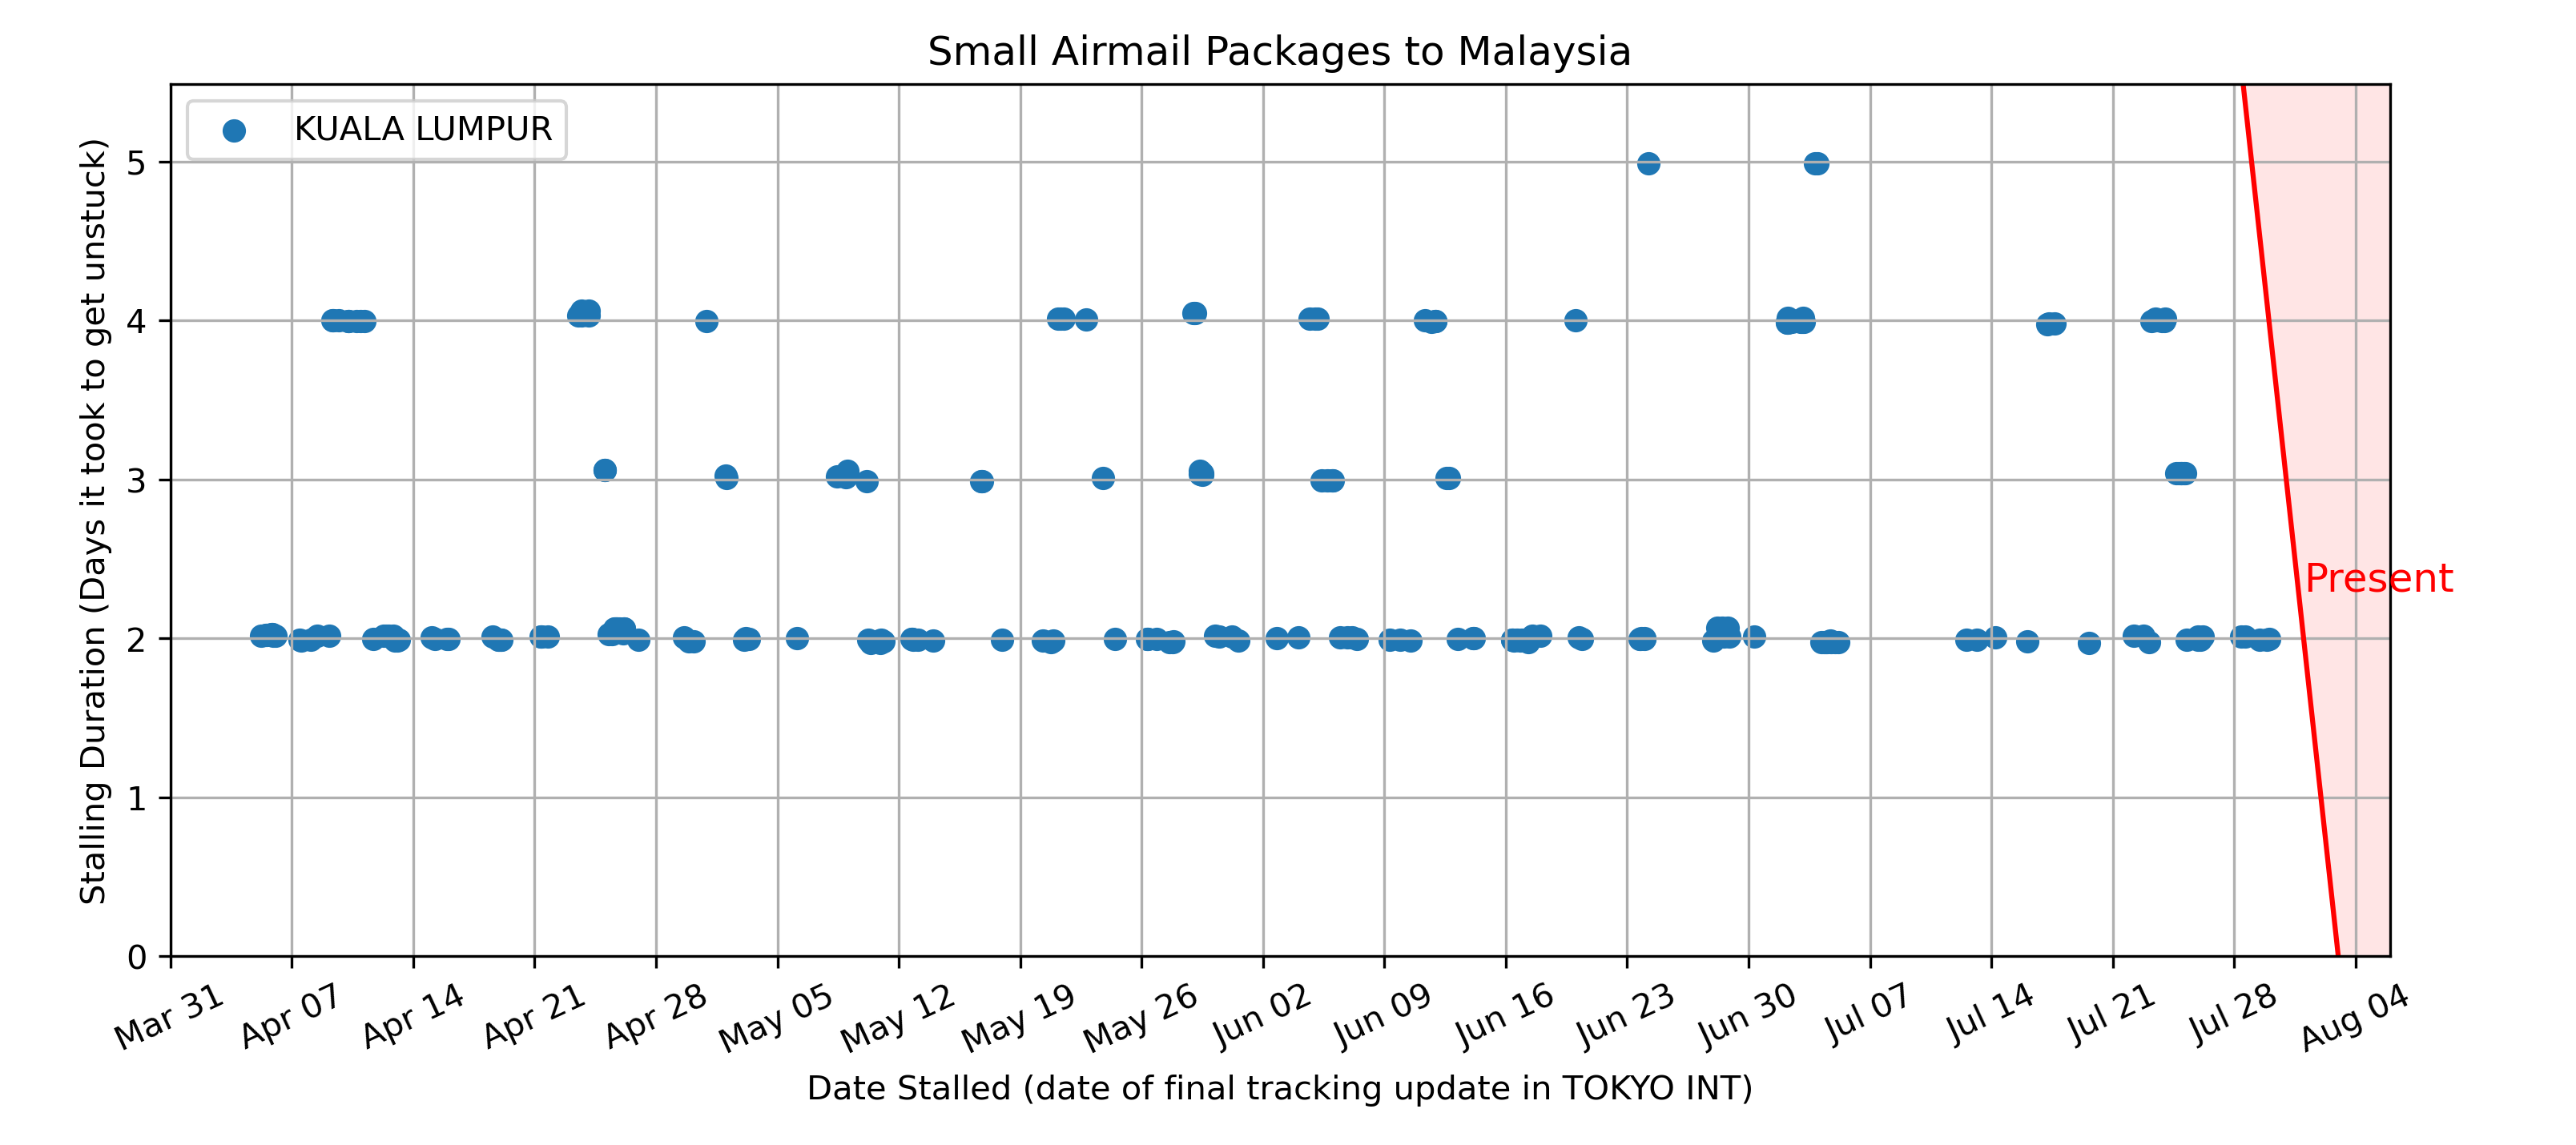 Small Airmail Packages to Malaysia
KUALA LUMPUR
Stalling Duration (Days it took to get unstuck)
5
4
3
2
1
0
Present
Mar 31
Apr 07
Apr 14
Apr 21
Apr 28
May 05
May 12
May 19
May 26
Jun 02
Jun 09
Jun 16
Jun 23
Jun 30
Jul 07
Jul 14
Jul 21
Jul 28
Aug 04
Date Stalled (date of final tracking update in TOKYO INT)